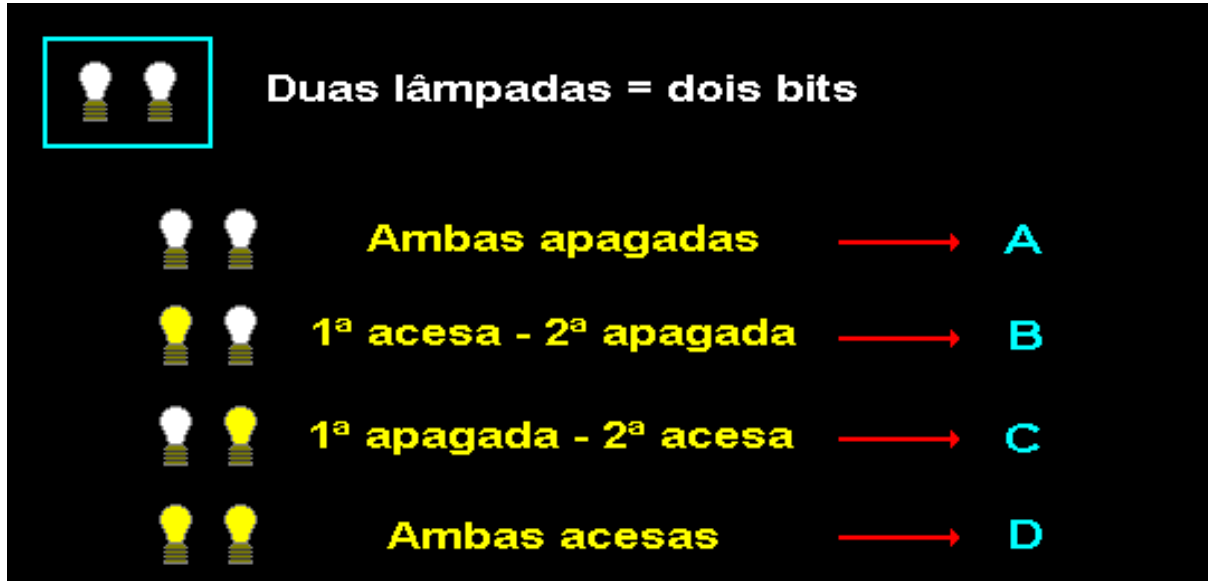 Duas lâmpadas = dois bits
Ambas apagadas A
1ª acesa - 2ª apagada B
1ª apagada - 2ª acesa C
Ambas acesas D